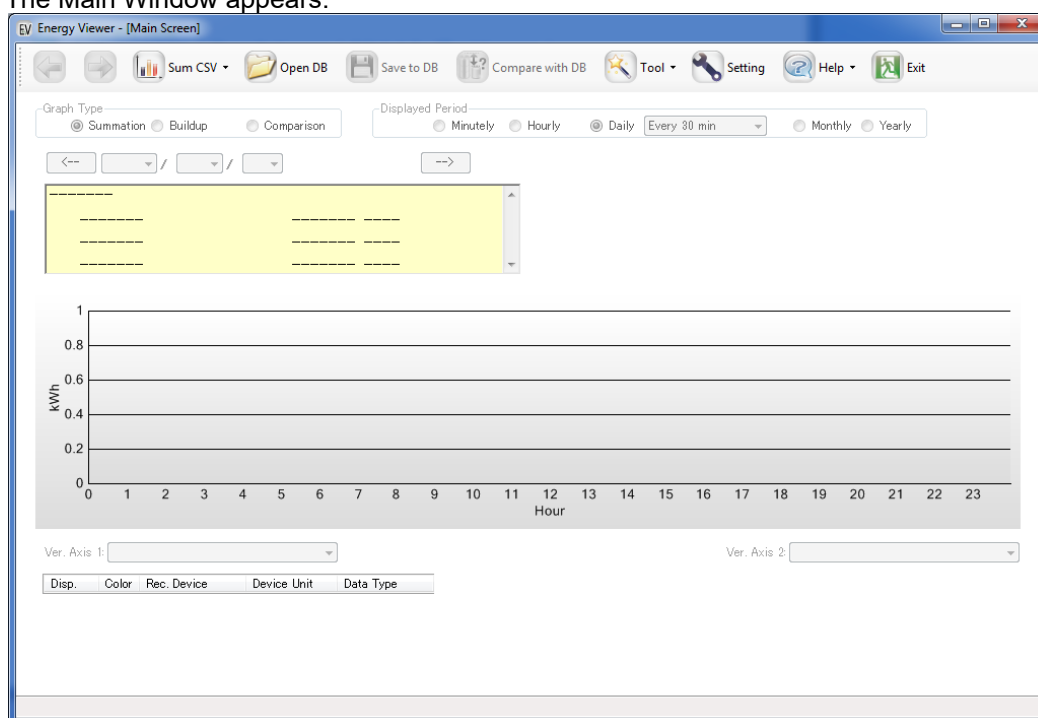 The Main Window appears.
EV Energy Viewer - [Main Screen]
Sum CSV Open DB Save to DB Compare with DB Tool Setting Help Exit
Graph Type Displayed Period
Summation Buildup Comparison Minutely Hourly Daily Every 30 min Monthly Yearly
<-- / / -->
-------
------- ------- ----
------- ------- ----
------- ------- ----
1
0.8
0.6
0.4
0.2
0
kWh
0 1 2 3 4 5 6 7 8 9 10 11 12 13 14 15 16 17 18 19 20 21 22 23
Hour
Ver. Axis 1: Ver. Axis 2:
Disp. Color Rec. Device Device Unit Data Type